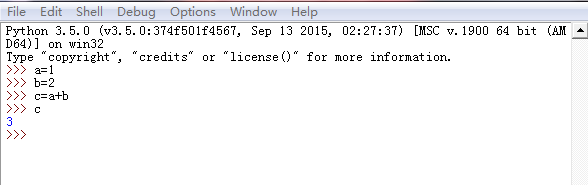 File Edit Shell Debug Options Window Help
Python 3.5.0 (v3.5.0:374f501f4567, Sep 13 2015, 02:27:37) [MSC v.1900 64 bit (AM
D64)] on win32
Type "copyright", "credits" or "license()" for more information.
>>> a=1
>>> b=2
>>> c=a+b
>>> c
3
>>>